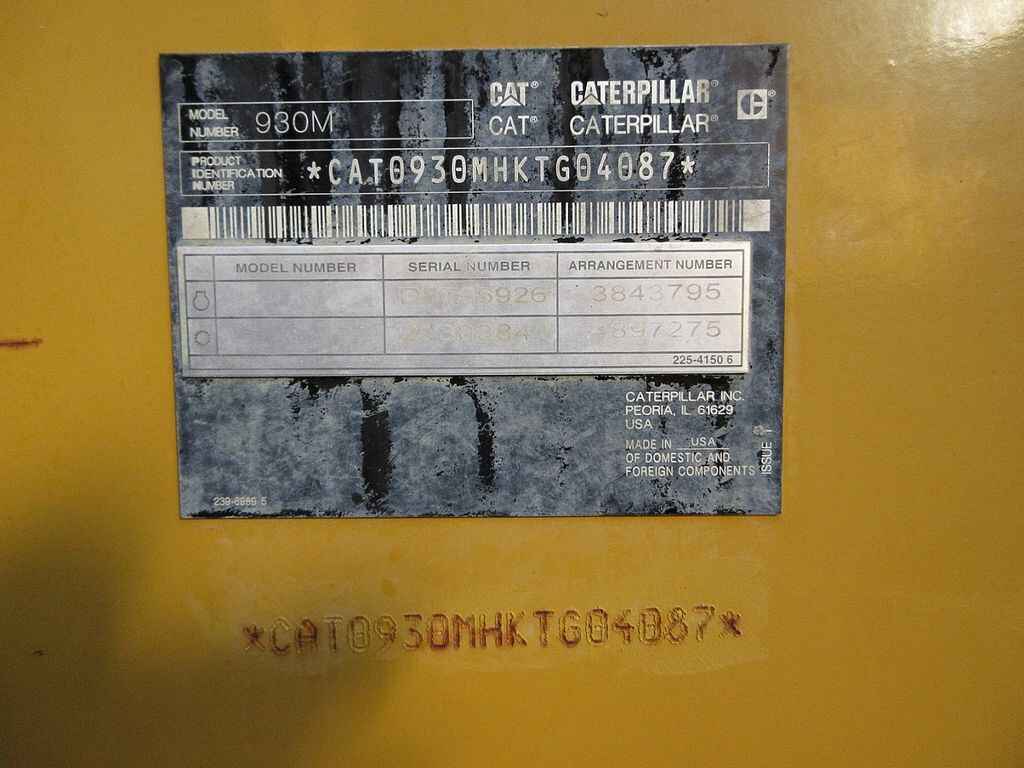 CAT® CATERPILLAR®
MODEL NUMBER 930M CAT® CATERPILLAR®
PRODUCT IDENTIFICATION NUMBER *CAT0930MHKTG04087*
MODEL NUMBER SERIAL NUMBER ARRANGEMENT NUMBER
3843795
225-4150 6
CATERPILLAR INC.
PEORIA, IL 61629
USA
MADE IN USA
OF DOMESTIC AND
FOREIGN COMPONENTS
ISSUE 1
239-6989 5
*CAT0930MHKTG04087*